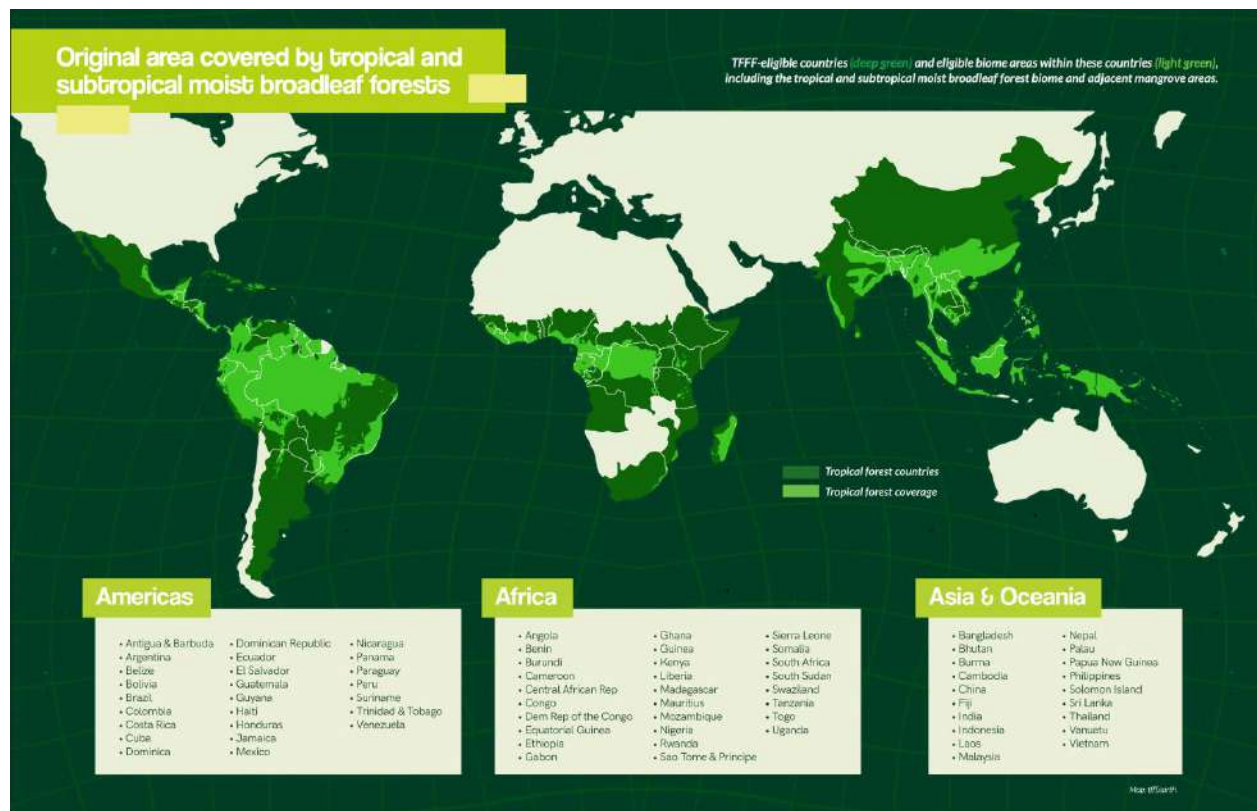 Original area covered by tropical and
subtropical moist broadleaf forests
TFFF-eligible countries (deep green) and eligible biome areas within these countries (light green),
including the tropical and subtropical moist broadleaf forest biome and adjacent mangrove areas.
Tropical forest countries
Tropical forest coverage
Americas
• Antigua & Barbuda
• Argentina
• Belize
• Bolivia
• Brazil
• Colombia
• Costa Rica
• Cuba
• Dominica
• Dominican Republic
• Ecuador
• El Salvador
• Guatemala
• Guyana
• Haiti
• Honduras
• Jamaica
• Mexico
• Nicaragua
• Panama
• Paraguay
• Peru
• Suriname
• Trinidad & Tobago
• Venezuela
Africa
• Angola
• Benin
• Burundi
• Cameroon
• Central African Rep
• Congo
• Dem Rep of the Congo
• Equatorial Guinea
• Ethiopia
• Gabon
• Ghana
• Guinea
• Kenya
• Liberia
• Madagascar
• Mauritius
• Mozambique
• Nigeria
• Rwanda
• Sao Tome & Principe
• Sierra Leone
• Somalia
• South Africa
• South Sudan
• Swaziland
• Tanzania
• Togo
• Uganda
Asia & Oceania
• Bangladesh
• Bhutan
• Burma
• Cambodia
• China
• Fiji
• India
• Indonesia
• Laos
• Malaysia
• Nepal
• Palau
• Papua New Guinea
• Philippines
• Solomon Island
• Sri Lanka
• Thailand
• Vanuatu
• Vietnam
Map: